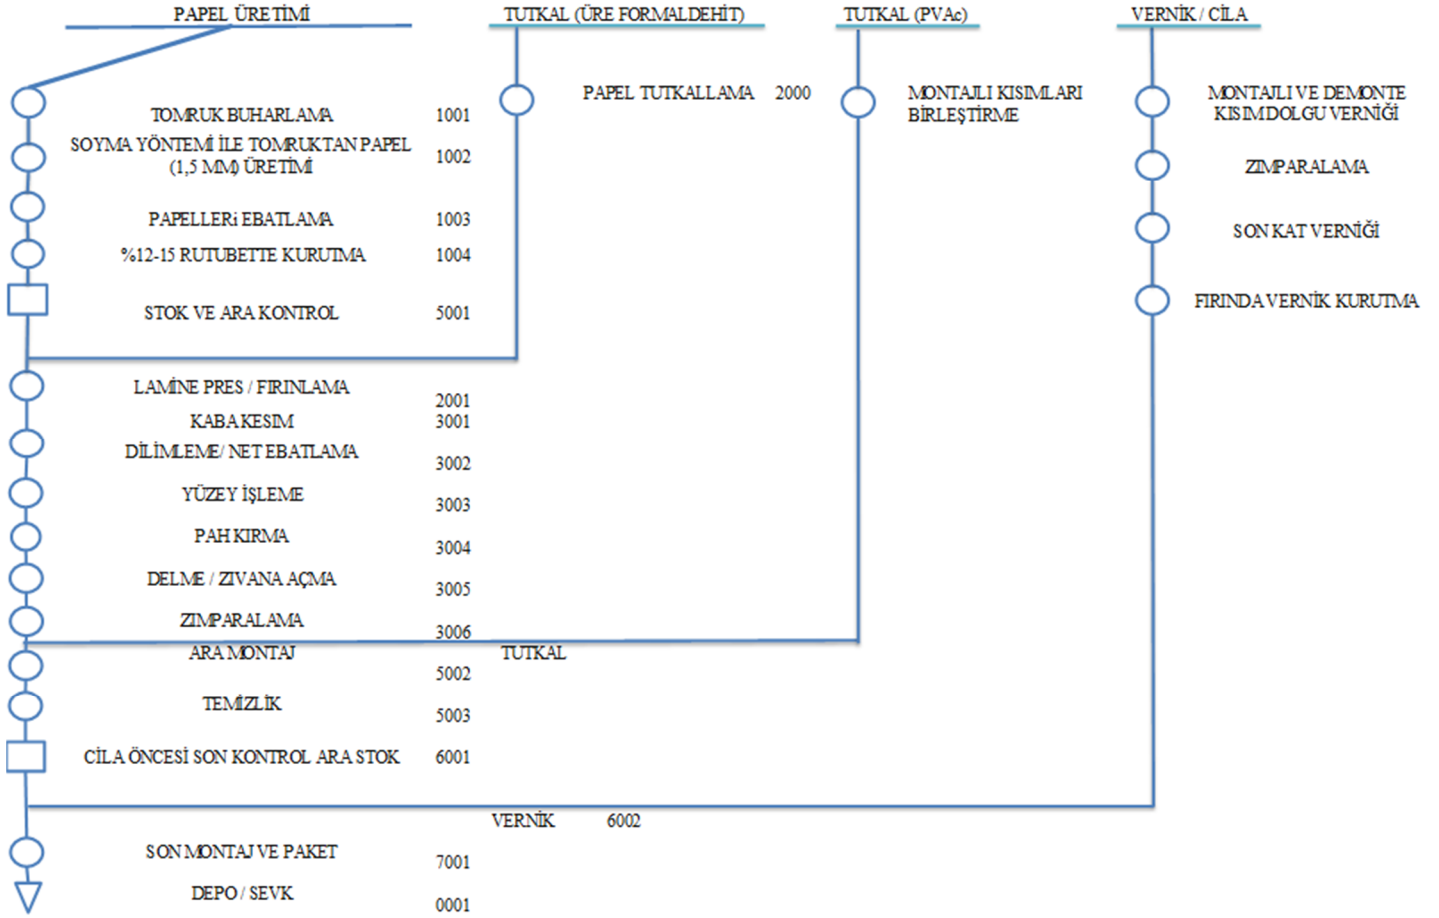 PAPEL ÜRETİMİ
TUTKAL (ÜRE FORMALDEHİT)
TUTKAL (PVAc)
VERNİK / CİLA
TOMRUK BUHARLAMA 1001
SOYMA YÖNTEMİ İLE TOMRUKTAN PAPEL
(1,5 MM) ÜRETİMİ 1002
PAPELLERi EBATLAMA 1003
%12-15 RUTUBETTE KURUTMA 1004
STOK VE ARA KONTROL 5001
PAPEL TUTKALLAMA 2000
MONTAJLI KISIMLARI
BİRLEŞTİRME
MONTAJLI VE DEMONTE
KISIM DOLGU VERNİĞİ
ZIMPARALAMA
SON KAT VERNİĞİ
FIRINDA VERNİK KURUTMA
LAMİNE PRES / FIRINLAMA 2001
KABA KESIM 3001
DİLİMLEME/ NET EBATLAMA 3002
YÜZEY İŞLEME 3003
PAH KIRMA 3004
DELME / ZIVANA AÇMA 3005
ZIMPARALAMA 3006
ARA MONTAJ 5002
TUTKAL
TEMİZLİK 5003
CİLA ÖNCESİ SON KONTROL ARA STOK 6001
VERNİK 6002
SON MONTAJ VE PAKET 7001
DEPO / SEVK 0001